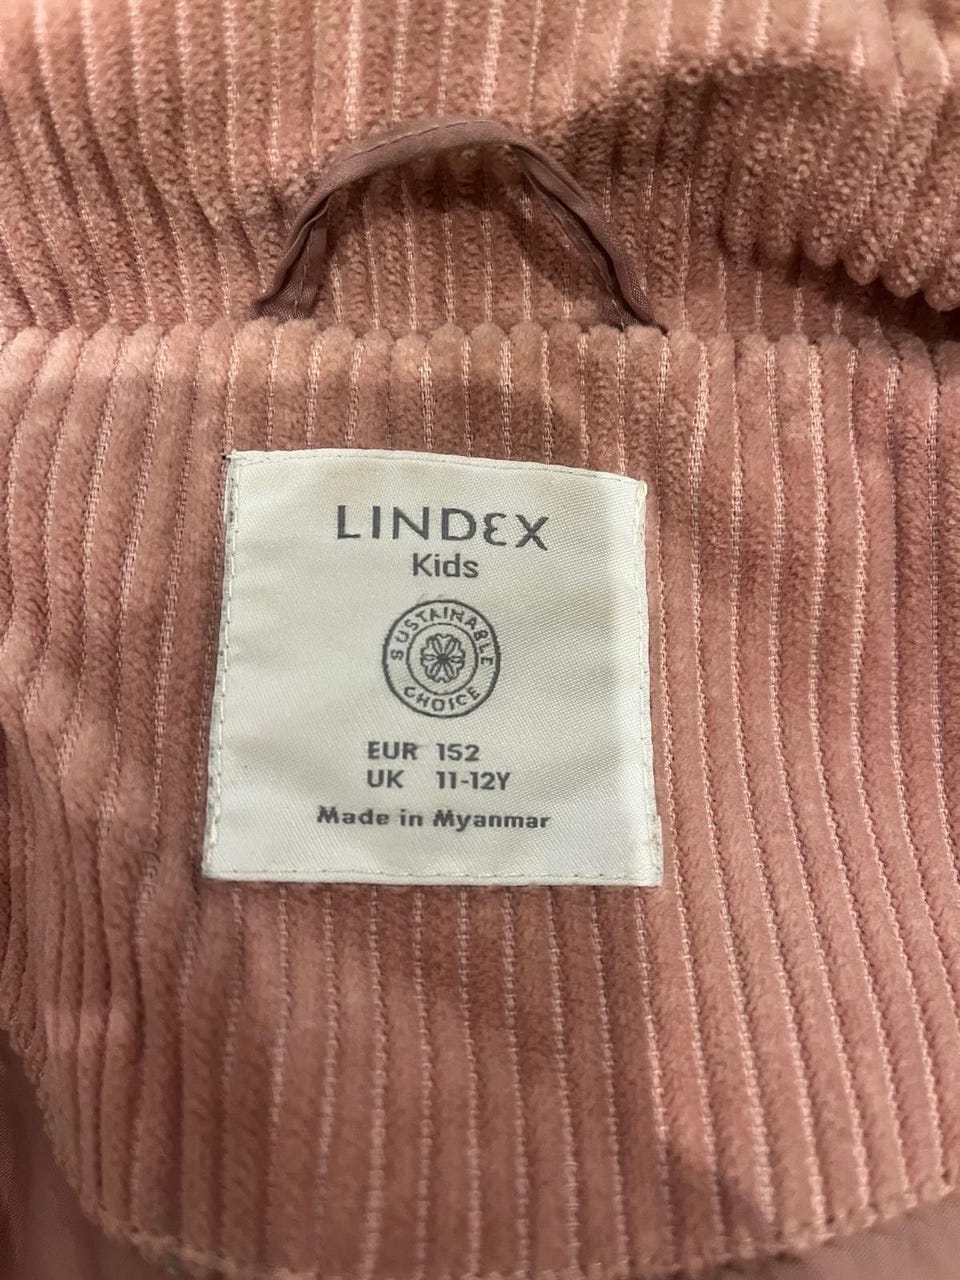 LINDEX
Kids
SUSTAINABLE
CHOICE
EUR 152
UK 11-12Y
Made in Myanmar